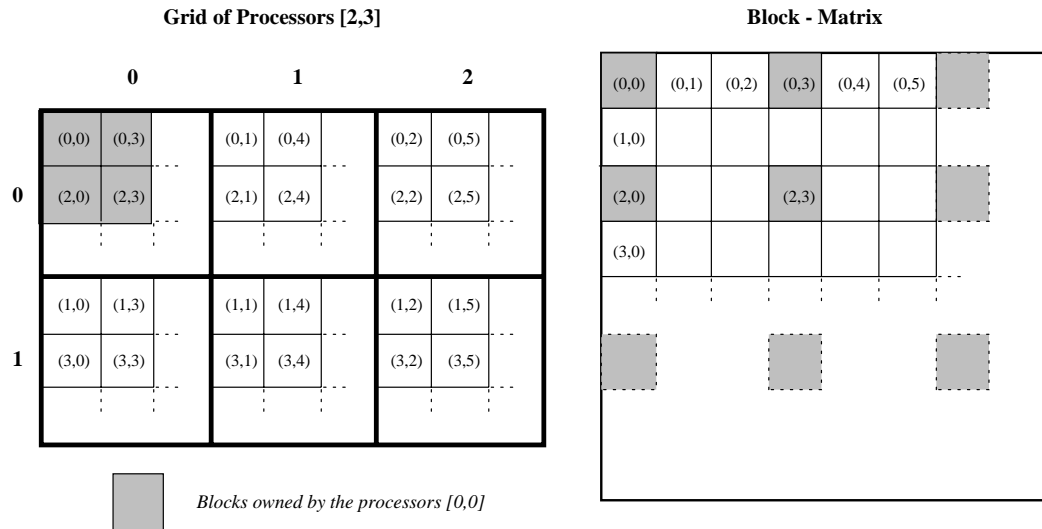 Grid of Processors [2,3]
0 1 2
0
(0,0) (0,3) (0,1) (0,4) (0,2) (0,5)
(2,0) (2,3) (2,1) (2,4) (2,2) (2,5)
1
(1,0) (1,3) (1,1) (1,4) (1,2) (1,5)
(3,0) (3,3) (3,1) (3,4) (3,2) (3,5)
Blocks owned by the processors [0,0]
Block - Matrix
(0,0) (0,1) (0,2) (0,3) (0,4) (0,5)
(1,0)
(2,0) (2,3)
(3,0)